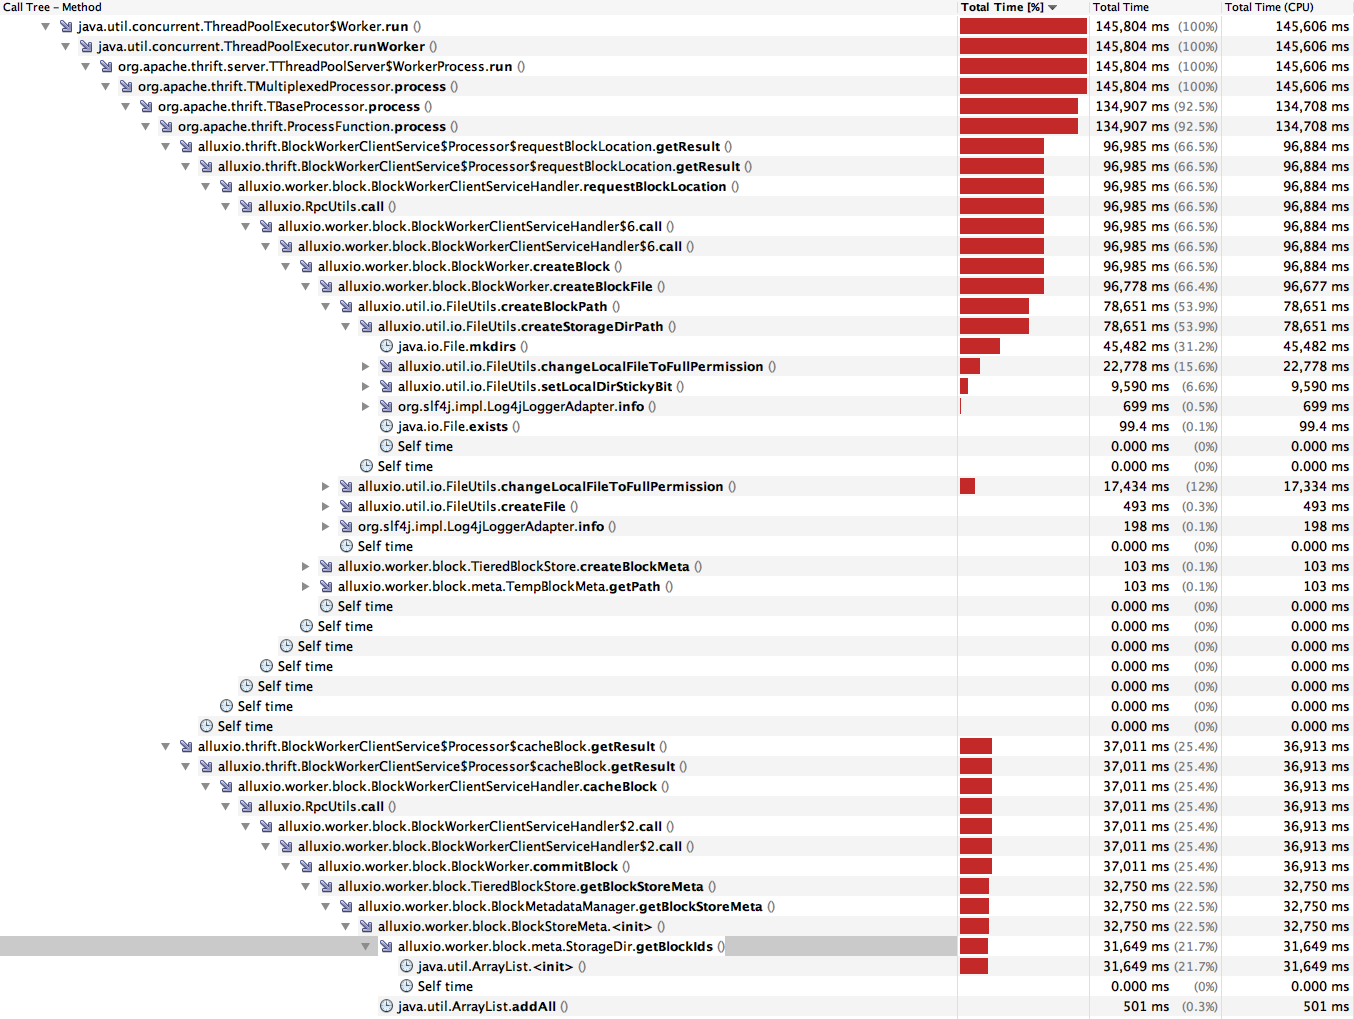 Call Tree – Method Total Time [%] Total Time Total Time (CPU)
java.util.concurrent.ThreadPoolExecutor$Worker.run () 145,804 ms (100%) 145,606 ms
java.util.concurrent.ThreadPoolExecutor.runWorker () 145,804 ms (100%) 145,606 ms
org.apache.thrift.server.TThreadPoolServer$WorkerProcess.run () 145,804 ms (100%) 145,606 ms
org.apache.thrift.TMultiplexedProcessor.process () 145,804 ms (100%) 145,606 ms
org.apache.thrift.TBaseProcessor.process () 134,907 ms (92.5%) 134,708 ms
org.apache.thrift.ProcessFunction.process () 134,907 ms (92.5%) 134,708 ms
alluxio.thrift.BlockWorkerClientService$Processor$requestBlockLocation.getResult () 96,985 ms (66.5%) 96,884 ms
alluxio.thrift.BlockWorkerClientService$Processor$requestBlockLocation.getResult () 96,985 ms (66.5%) 96,884 ms
alluxio.worker.block.BlockWorkerClientServiceHandler.requestBlockLocation () 96,985 ms (66.5%) 96,884 ms
alluxio.RpcUtils.call () 96,985 ms (66.5%) 96,884 ms
alluxio.worker.block.BlockWorkerClientServiceHandler$6.call () 96,985 ms (66.5%) 96,884 ms
alluxio.worker.block.BlockWorkerClientServiceHandler$6.call () 96,985 ms (66.5%) 96,884 ms
alluxio.worker.block.BlockWorker.createBlock () 96,985 ms (66.5%) 96,884 ms
alluxio.worker.block.BlockWorker.createBlockFile () 96,778 ms (66.4%) 96,677 ms
alluxio.util.io.FileUtils.createBlockPath () 78,651 ms (53.9%) 78,651 ms
alluxio.util.io.FileUtils.createStorageDirPath () 78,651 ms (53.9%) 78,651 ms
java.io.File.mkdirs () 45,482 ms (31.2%) 45,482 ms
alluxio.util.io.FileUtils.changeLocalFileToFullPermission () 22,778 ms (15.6%) 22,778 ms
alluxio.util.io.FileUtils.setLocalDirStickyBit () 9,590 ms (6.6%) 9,590 ms
org.slf4j.impl.Log4jLoggerAdapter.info () 699 ms (0.5%) 699 ms
java.io.File.exists () 99.4 ms (0.1%) 99.4 ms
Self time 0.000 ms (0%) 0.000 ms
Self time 0.000 ms (0%) 0.000 ms
alluxio.util.io.FileUtils.changeLocalFileToFullPermission () 17,434 ms (12%) 17,334 ms
alluxio.util.io.FileUtils.createFile () 493 ms (0.3%) 493 ms
org.slf4j.impl.Log4jLoggerAdapter.info () 198 ms (0.1%) 198 ms
Self time 0.000 ms (0%) 0.000 ms
alluxio.worker.block.TieredBlockStore.createBlockMeta () 103 ms (0.1%) 103 ms
alluxio.worker.block.meta.TempBlockMeta.getPath () 103 ms (0.1%) 103 ms
Self time 0.000 ms (0%) 0.000 ms
Self time 0.000 ms (0%) 0.000 ms
Self time 0.000 ms (0%) 0.000 ms
Self time 0.000 ms (0%) 0.000 ms
Self time 0.000 ms (0%) 0.000 ms
Self time 0.000 ms (0%) 0.000 ms
Self time 0.000 ms (0%) 0.000 ms
alluxio.thrift.BlockWorkerClientService$Processor$cacheBlock.getResult () 37,011 ms (25.4%) 36,913 ms
alluxio.thrift.BlockWorkerClientService$Processor$cacheBlock.getResult () 37,011 ms (25.4%) 36,913 ms
alluxio.worker.block.BlockWorkerClientServiceHandler.cacheBlock () 37,011 ms (25.4%) 36,913 ms
alluxio.RpcUtils.call () 37,011 ms (25.4%) 36,913 ms
alluxio.worker.block.BlockWorkerClientServiceHandler$2.call () 37,011 ms (25.4%) 36,913 ms
alluxio.worker.block.BlockWorkerClientServiceHandler$2.call () 37,011 ms (25.4%) 36,913 ms
alluxio.worker.block.BlockWorker.commitBlock () 37,011 ms (25.4%) 36,913 ms
alluxio.worker.block.TieredBlockStore.getBlockStoreMeta () 32,750 ms (22.5%) 32,750 ms
alluxio.worker.block.BlockMetadataManager.getBlockStoreMeta () 32,750 ms (22.5%) 32,750 ms
alluxio.worker.block.BlockStoreMeta.<init> () 32,750 ms (22.5%) 32,750 ms
alluxio.worker.block.meta.StorageDir.getBlockIds () 31,649 ms (21.7%) 31,649 ms
java.util.ArrayList.<init> () 31,649 ms (21.7%) 31,649 ms
Self time 0.000 ms (0%) 0.000 ms
java.util.ArrayList.addAll () 501 ms (0.3%) 501 ms